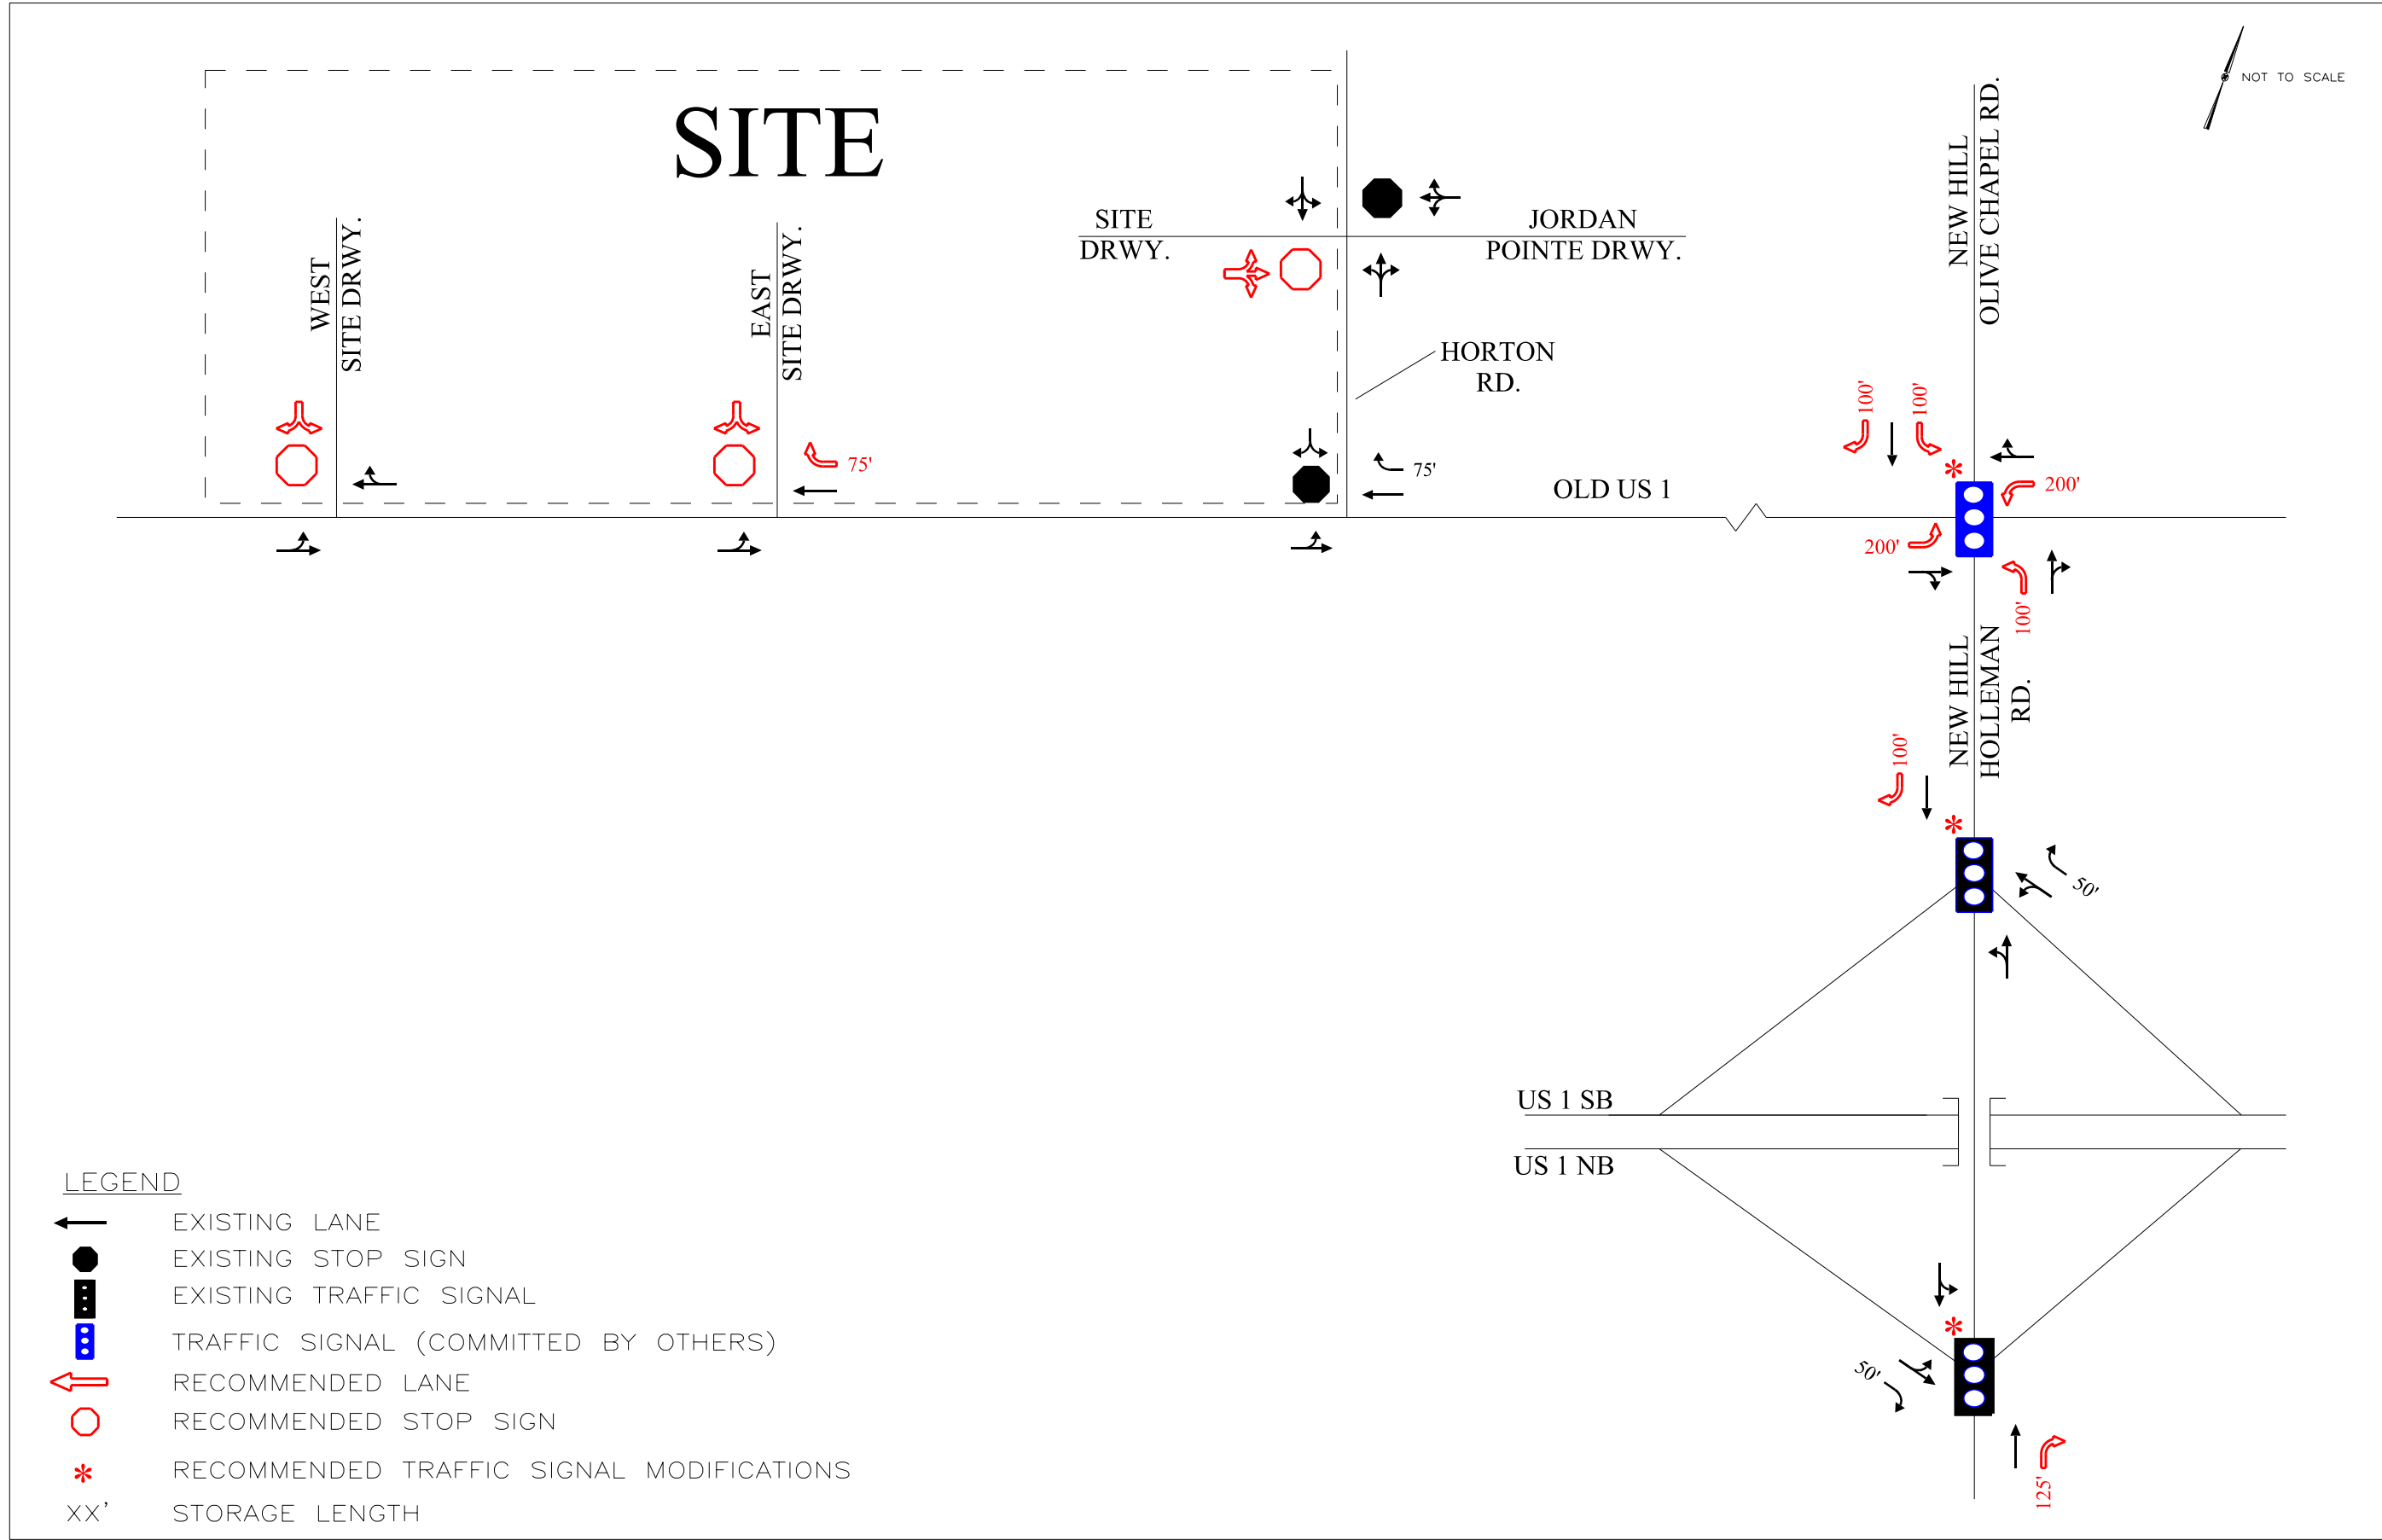 NOT TO SCALE
SITE
NEW HILL
OLIVE CHAPEL RD.
SITE
DRWY.
JORDAN
POINTE DRWY.
WEST
SITE DRWY.
EAST
SITE DRWY.
HORTON
RD.
100'
100'
75'
75'
OLD US 1
200'
200'
100'
NEW HILL
HOLLEMAN
RD.
100'
50'
US 1 SB
US 1 NB
50'
125'
LEGEND
EXISTING LANE
EXISTING STOP SIGN
EXISTING TRAFFIC SIGNAL
TRAFFIC SIGNAL (COMMITTED BY OTHERS)
RECOMMENDED LANE
RECOMMENDED STOP SIGN
* RECOMMENDED TRAFFIC SIGNAL MODIFICATIONS
XX' STORAGE LENGTH